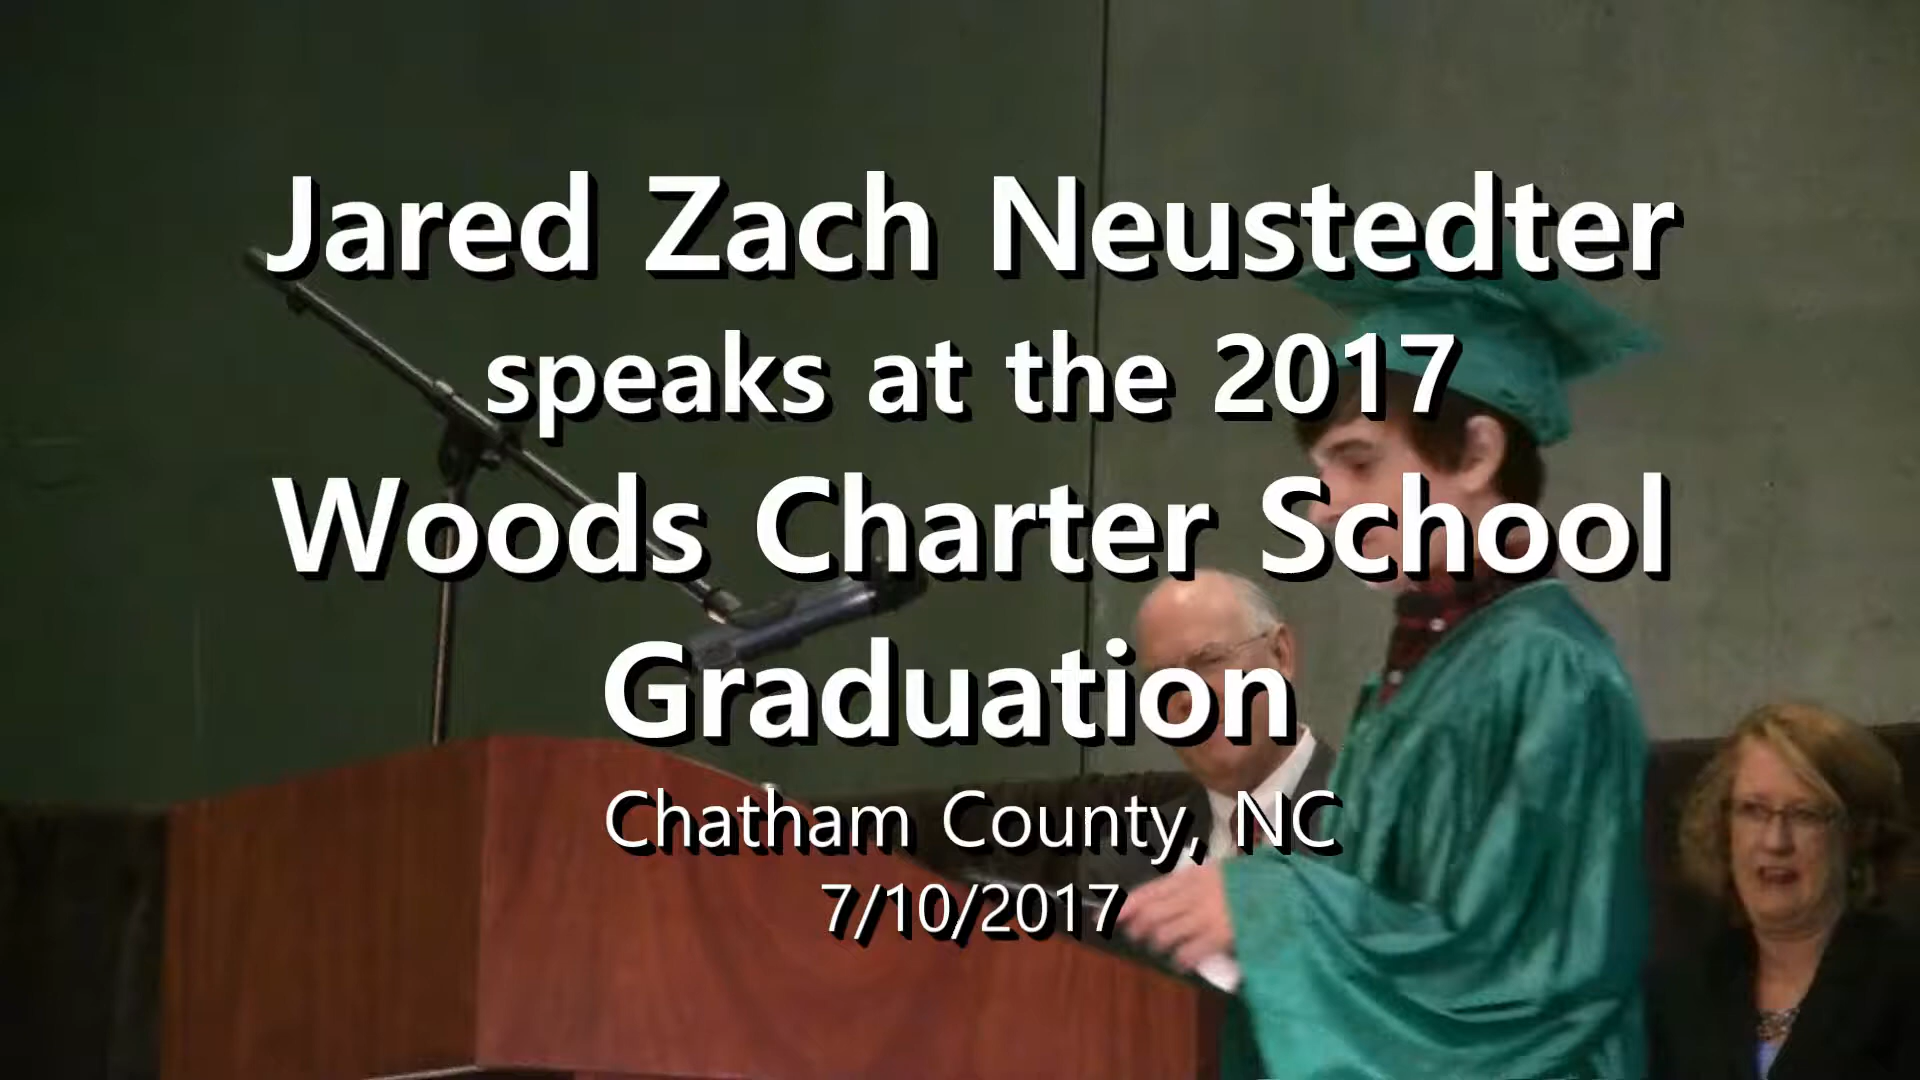 Jared Zach Neustedter
speaks at the 2017
Woods Charter School
Graduation
Chatham County, NC
7/10/2017